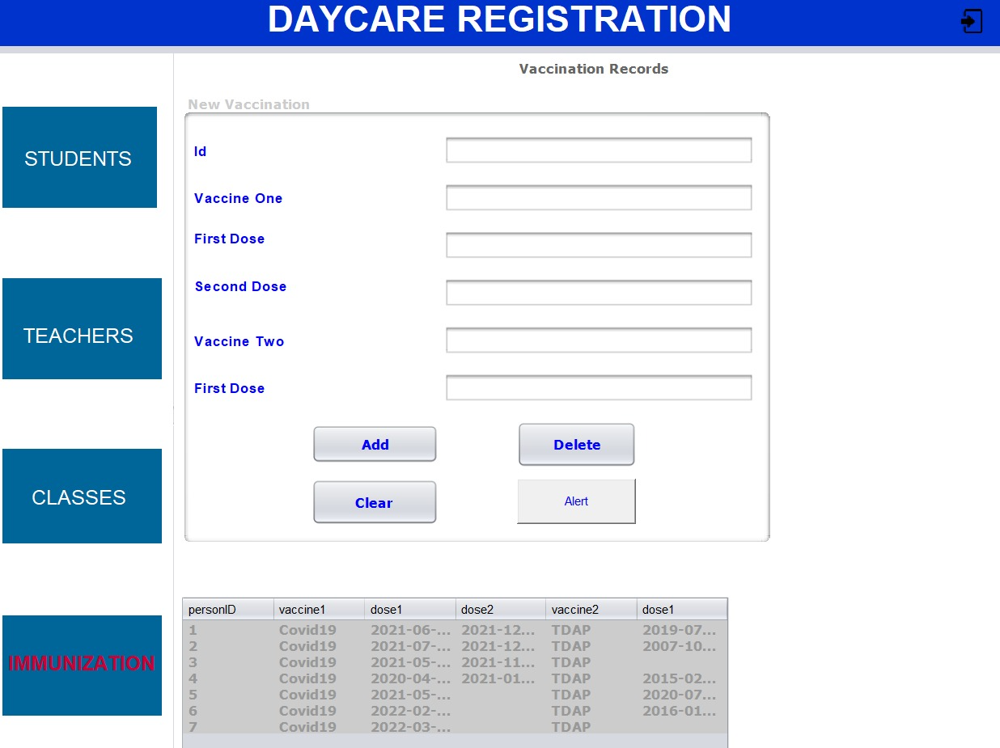 DAYCARE REGISTRATION
Vaccination Records
New Vaccination
STUDENTS
TEACHERS
CLASSES
IMMUNIZATION
Id
Vaccine One
First Dose
Second Dose
Vaccine Two
First Dose
Add Delete
Clear Alert
personID vaccine1 dose1 dose2 vaccine2 dose1
1 Covid19 2021-06-... 2021-12... TDAP 2019-07...
2 Covid19 2021-07-... 2021-12... TDAP 2007-10...
3 Covid19 2021-05-... 2021-11... TDAP
4 Covid19 2020-04-... 2021-01... TDAP 2015-02...
5 Covid19 2021-05-... TDAP 2020-07...
6 Covid19 2022-02-... TDAP 2016-01...
7 Covid19 2022-03-... TDAP